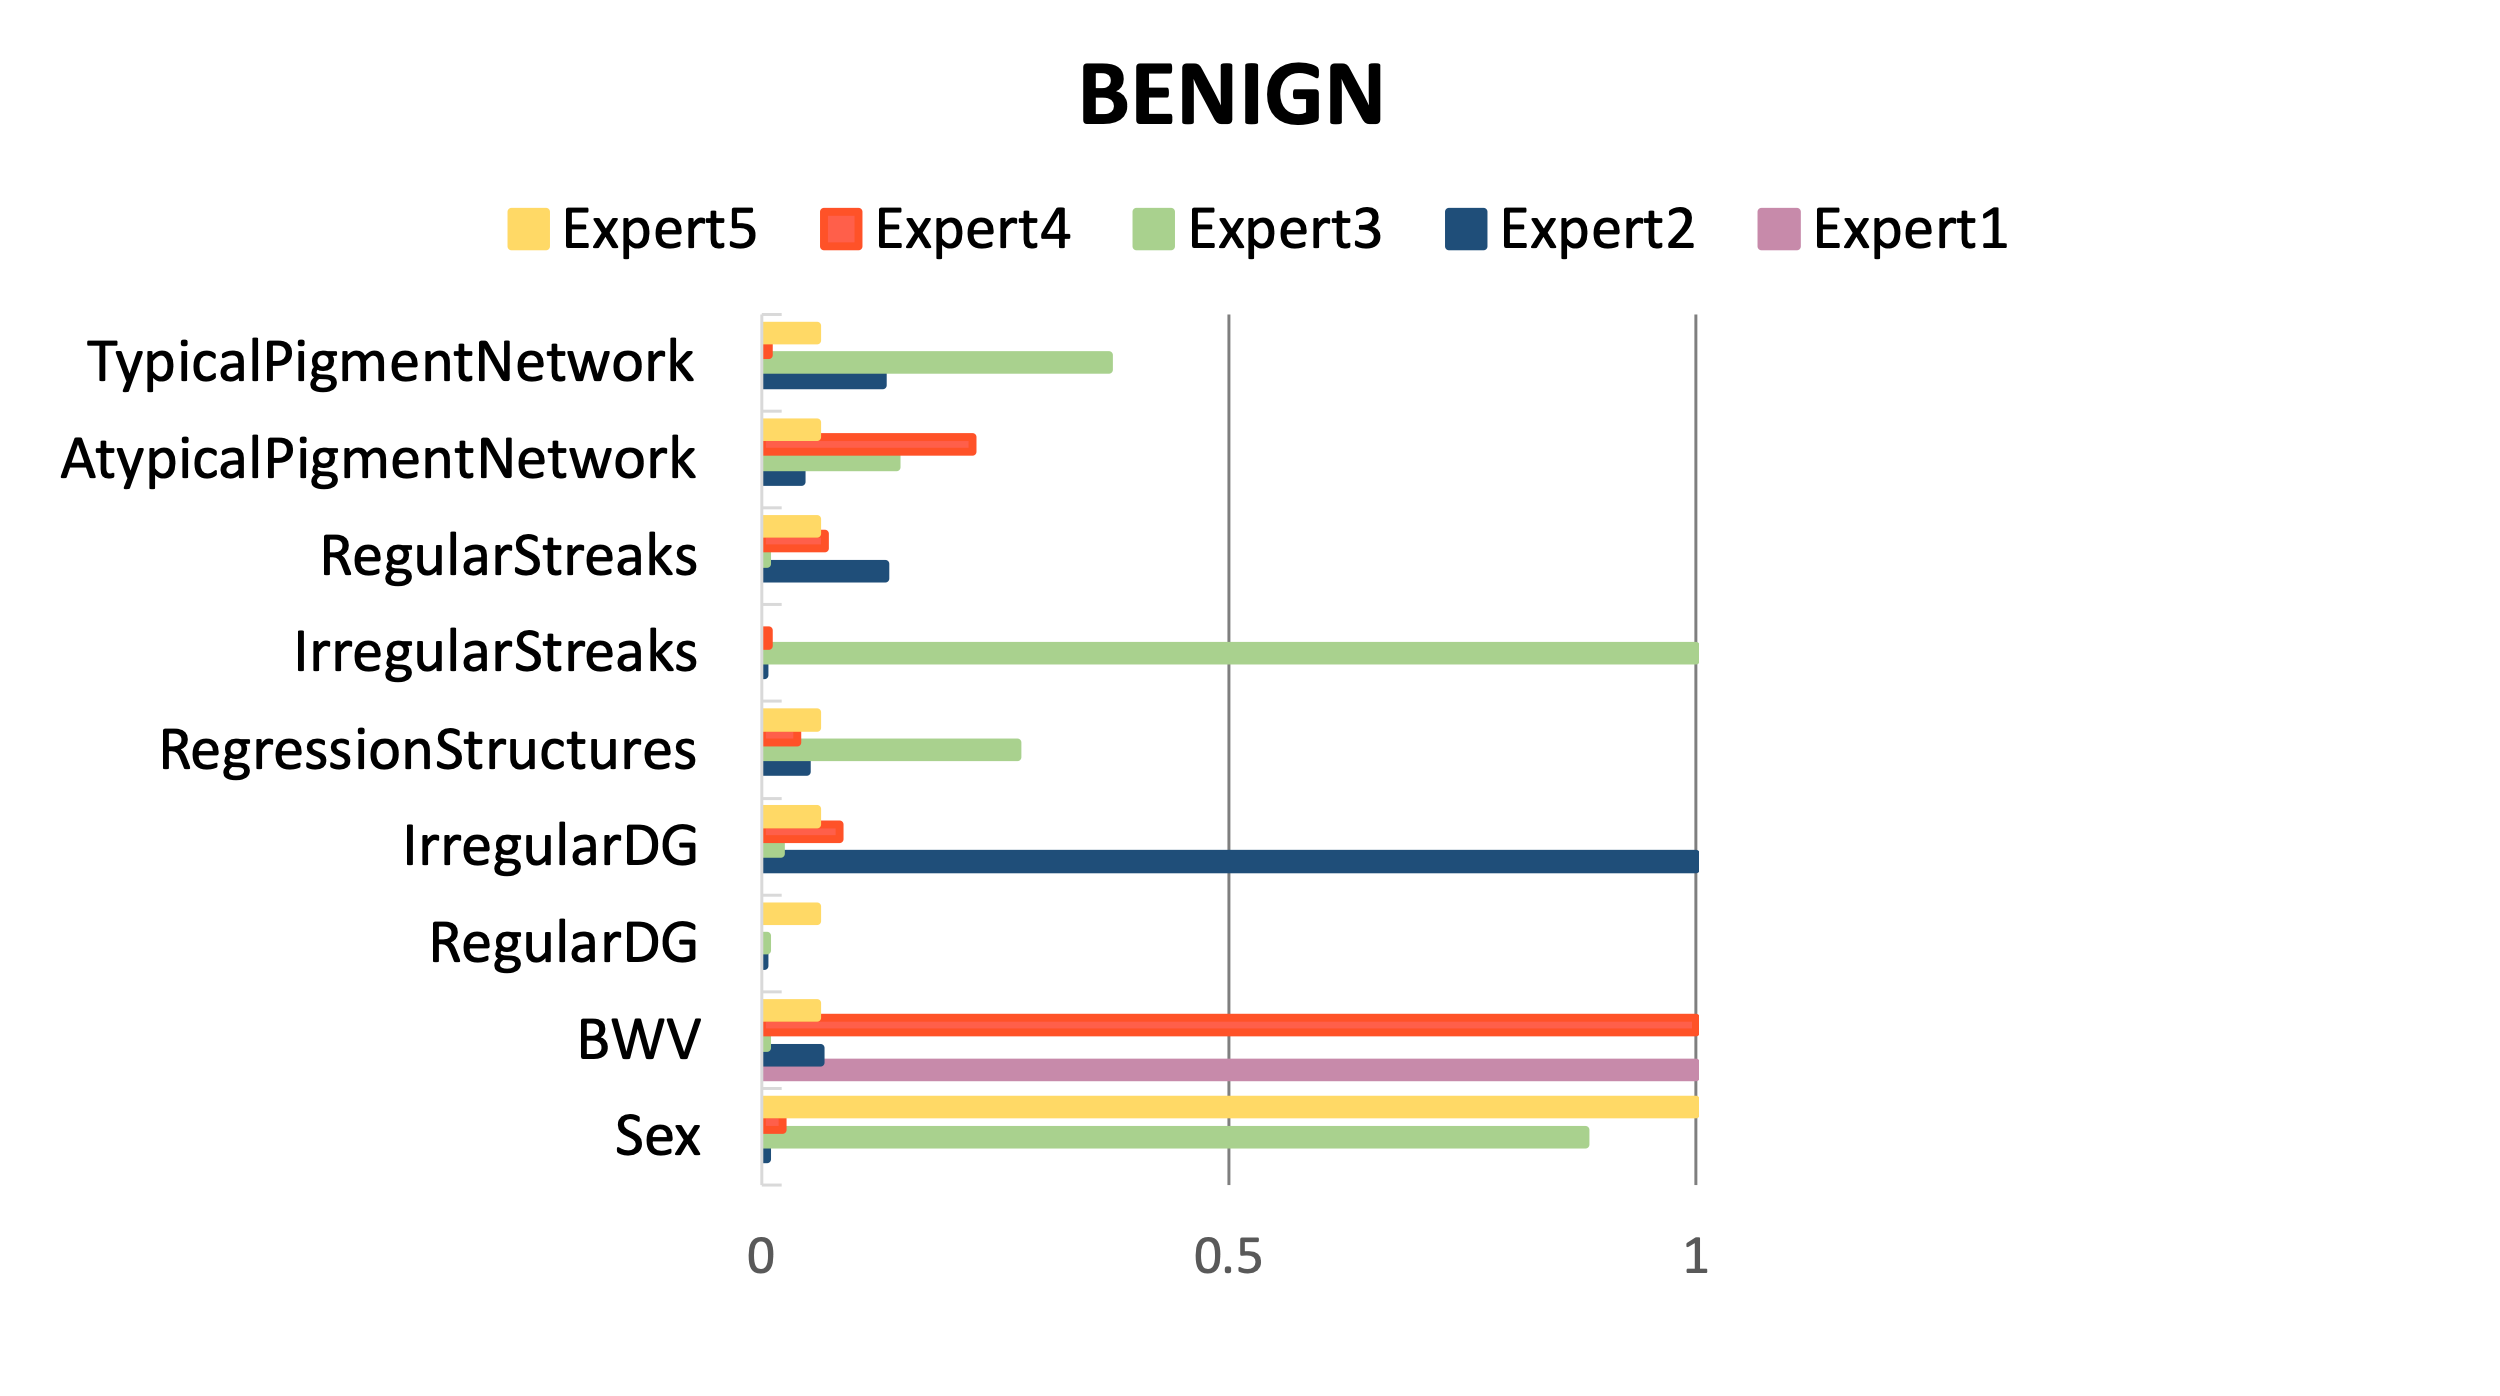 BENIGN
Expert5 Expert4 Expert3 Expert2 Expert1
TypicalPigmentNetwork
AtypicalPigmentNetwork
RegularStreaks
IrregularStreaks
RegressionStructures
IrregularDG
RegularDG
BWV
Sex
0 0.5 1